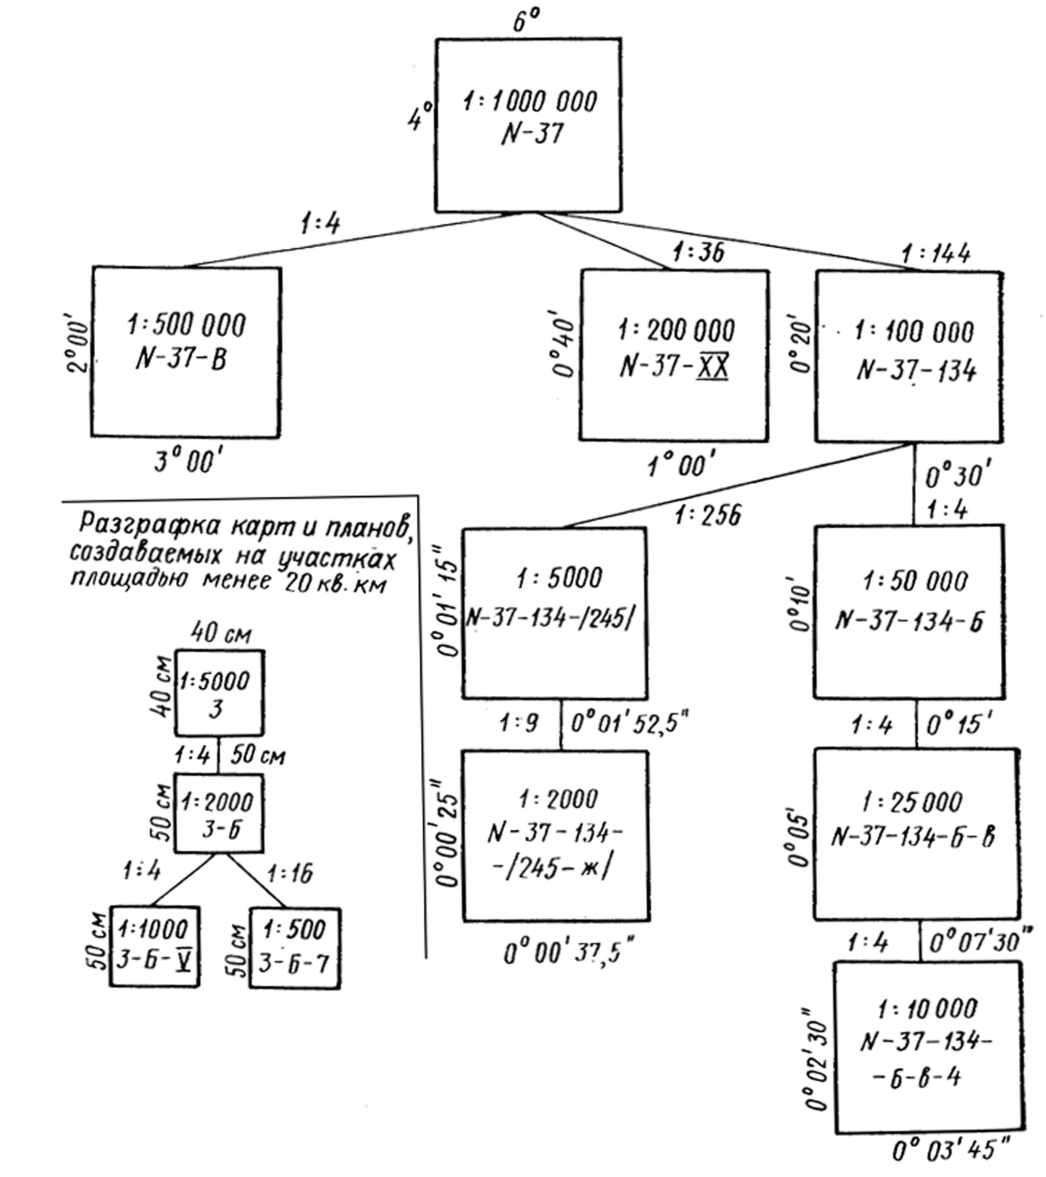 6°
4°
1:1000 000
N-37
1:4
1:36
1:144
2°00'
1:500 000
N-37-В
3°00'
0°40'
1:200 000
N-37-XX
1°00'
0°20'
1:100 000
N-37-134
0°30'
1:256
1:4
Разграфка карт и планов,
создаваемых на участках
площадью менее 20 кв. км
40 см
40 см
1:5000
3
1:4
50 см
50 см
1:2000
3-Б
1:4
1:16
50 см
1:1000
3-Б-V
50 см
1:500
3-Б-7
0°01'15"
1:5000
N-37-134-/245/
1:9
0°01'52,5"
0°00'25"
1:2000
N-37-134-
-/245-ж/
0°00'37,5"
0°10'
1:50 000
N-37-134-Б
1:4
0°15'
0°05'
1:25 000
N-37-134-Б-в
1:4
0°07'30"
0°02'30"
1:10 000
N-37-134-
-Б-в-4
0°03'45"